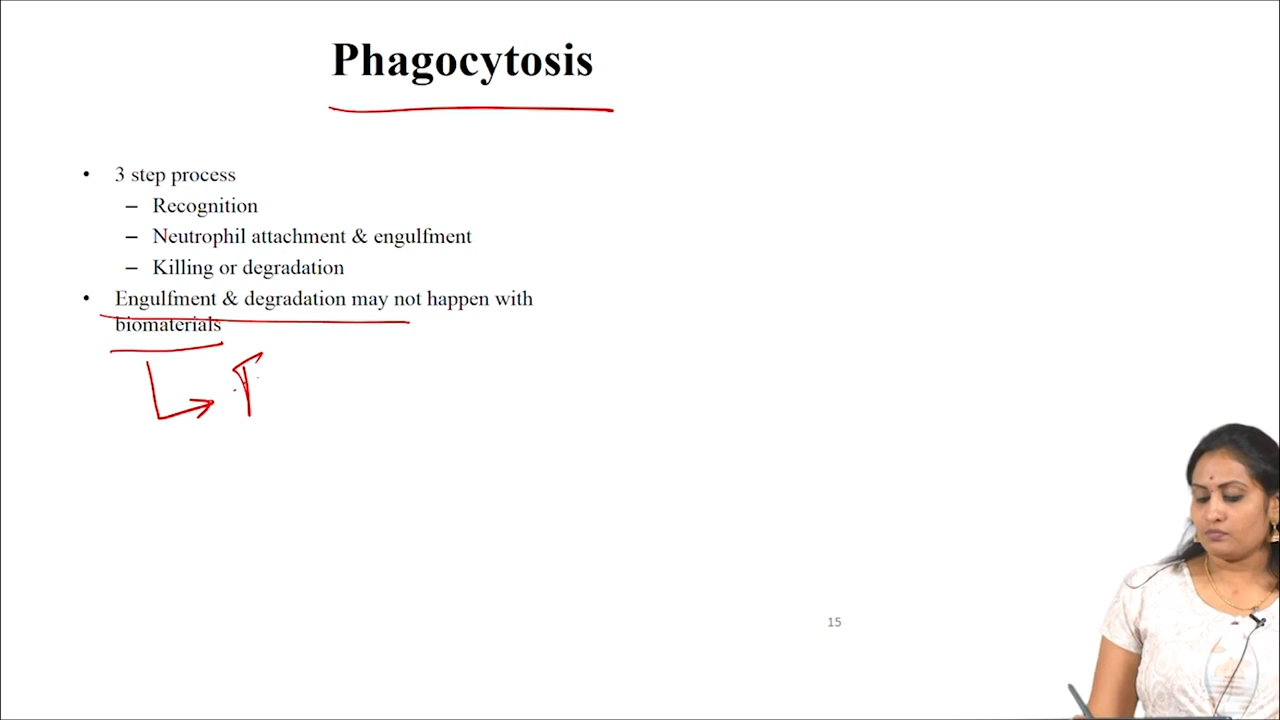 Phagocytosis
• 3 step process
– Recognition
– Neutrophil attachment & engulfment
– Killing or degradation
• Engulfment & degradation may not happen with
biomaterials
15